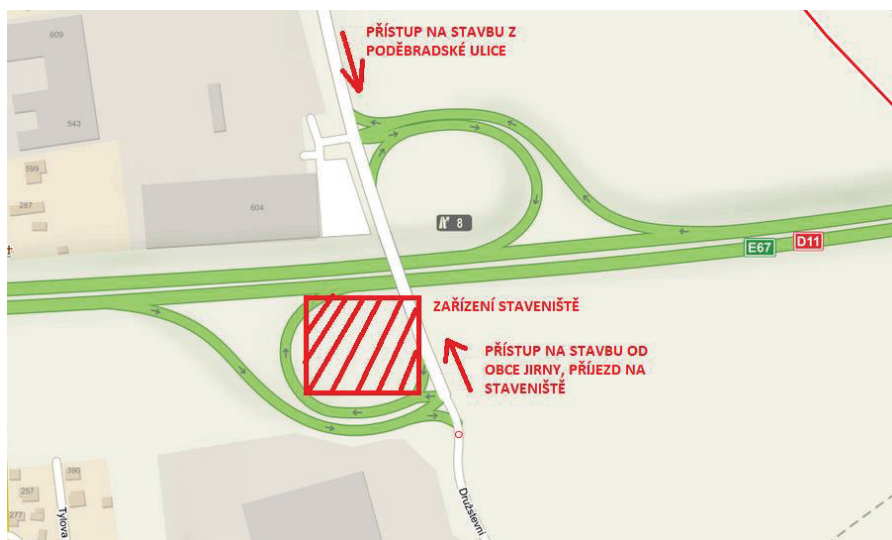 PŘÍSTUP NA STAVBU Z
PODĚBRADSKÉ ULICE
609
543
599
287
604
8
E67
D11
ZAŘÍZENÍ STAVENIŠTĚ
PŘÍSTUP NA STAVBU OD
OBCE JIRNY, PŘÍJEZD NA
STAVENIŠTĚ
390
257
277
Tylova
Družstevní